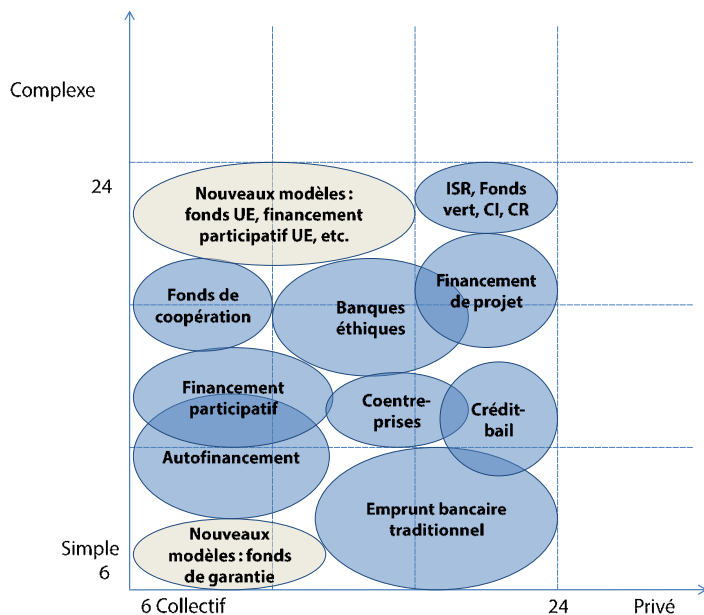 Complexe
24
Nouveaux modèles :
fonds UE, financement
participatif UE, etc.
ISR, Fonds
vert, CI, CR
Fonds de
coopération
Banques
éthiques
Financement
de projet
Financement
participatif
Coentre-
prises
Crédit-
bail
Autofinancement
Emprunt bancaire
traditionnel
Nouveaux
modèles : fonds
de garantie
Simple
6
6 Collectif
24
Privé